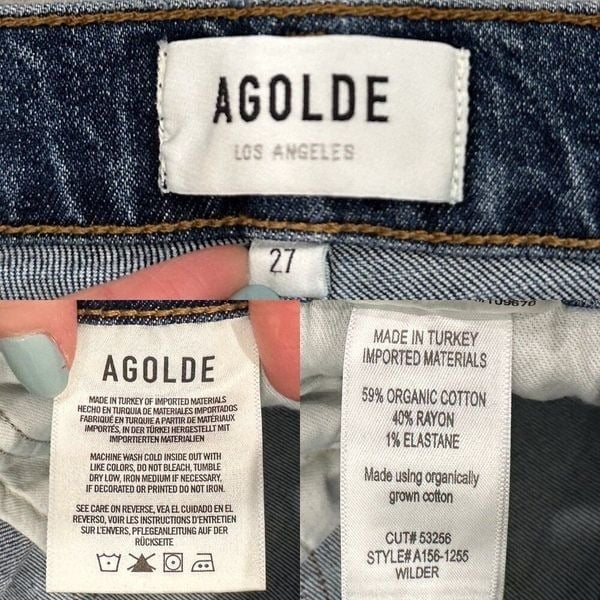 AGOLDE
LOS ANGELES
27
AGOLDE
MADE IN TURKEY OF IMPORTED MATERIALS
HECHO EN TURQUIA DE MATERIALES IMPORTADOS
FABRIQUÉ EN TURQUIE A PARTIR DE MATÉRIAUX
IMPORTÉS, IN DER TÜRKEI HERGESTELLT MIT
IMPORTIERTEN MATERIALIEN
MACHINE WASH COLD INSIDE OUT WITH
LIKE COLORS, DO NOT BLEACH, TUMBLE
DRY LOW, IRON MEDIUM IF NECESSARY,
IF DECORATED OR PRINTED DO NOT IRON.
SEE CARE ON REVERSE, VEA EL CUIDADO EN EL
REVERSO, VOIR LES INSTRUCTIONS D'ENTRETIEN
SUR L'ENVERS, PFLEGEANLEITUNG AUF DER
RÜCKSEITE
MADE IN TURKEY
IMPORTED MATERIALS
59% ORGANIC COTTON
40% RAYON
1% ELASTANE
Made using organically
grown cotton
CUT# 53256
STYLE# A156-1255
WILDER